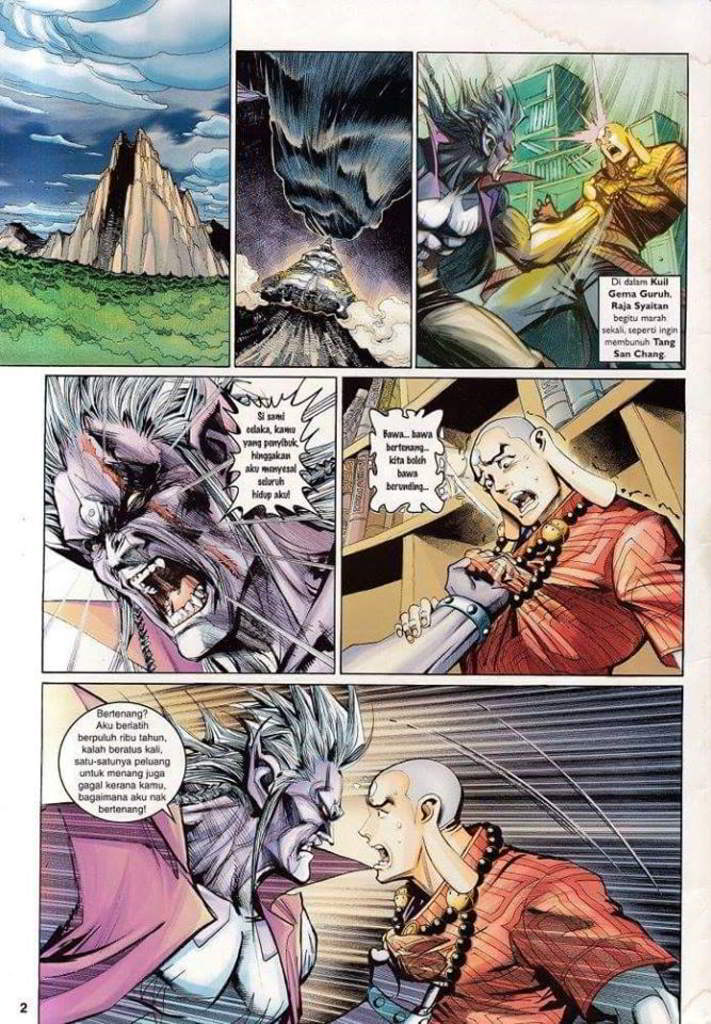 Di dalam Kuil
Gema Guruh,
Raja Syaitan
begitu marah
sekali, seperti ingin
membunuh Tang
San Chang.
Si sami
celaka, kamu
yang penyibuk,
hinggakan
aku menyesal
seluruh
hidup aku!
Bawa... bawa
bertenang...
kita boleh
bawa
berunding...
Bertenang?
Aku berlatih
berpuluh ribu tahun,
kalah beratus kali,
satu-satunya peluang
untuk menang juga
gagal kerana kamu,
bagaimana aku nak
bertenang!
2